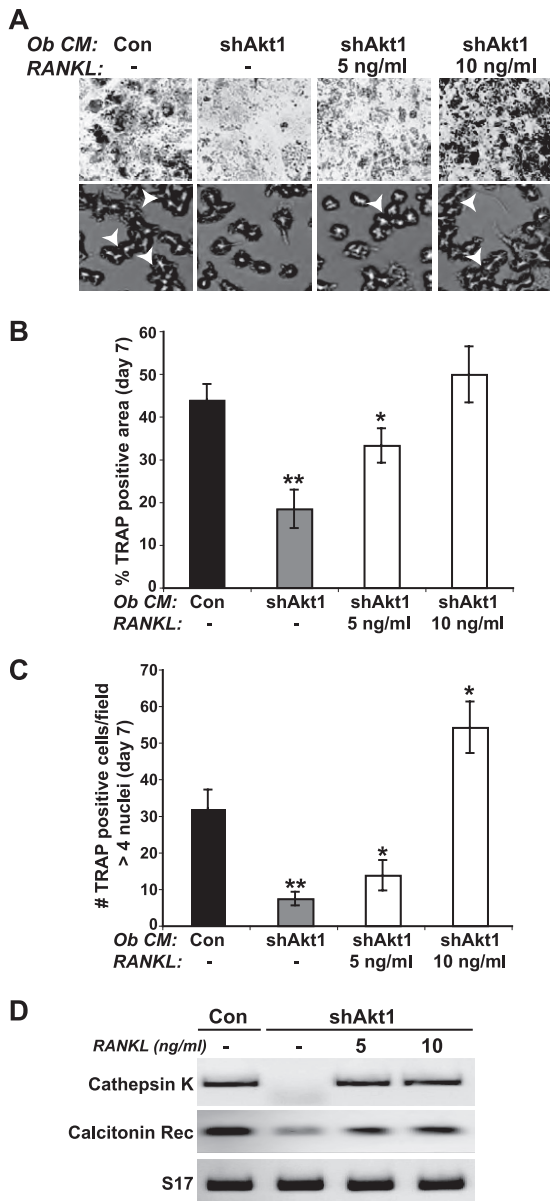 A
Ob CM: Con shAkt1 shAkt1 shAkt1
RANKL: - - 5 ng/ml 10 ng/ml
B
% TRAP positive area (day 7)
60
50
40
30
20
10
0
**
*
Ob CM: Con shAkt1 shAkt1 shAkt1
RANKL: - - 5 ng/ml 10 ng/ml
C
# TRAP positive cells/field
> 4 nuclei (day 7)
70
60
50
40
30
20
10
0
**
*
*
Ob CM: Con shAkt1 shAkt1 shAkt1
RANKL: - - 5 ng/ml 10 ng/ml
D
Con shAkt1
RANKL (ng/ml) - - 5 10
Cathepsin K
Calcitonin Rec
S17